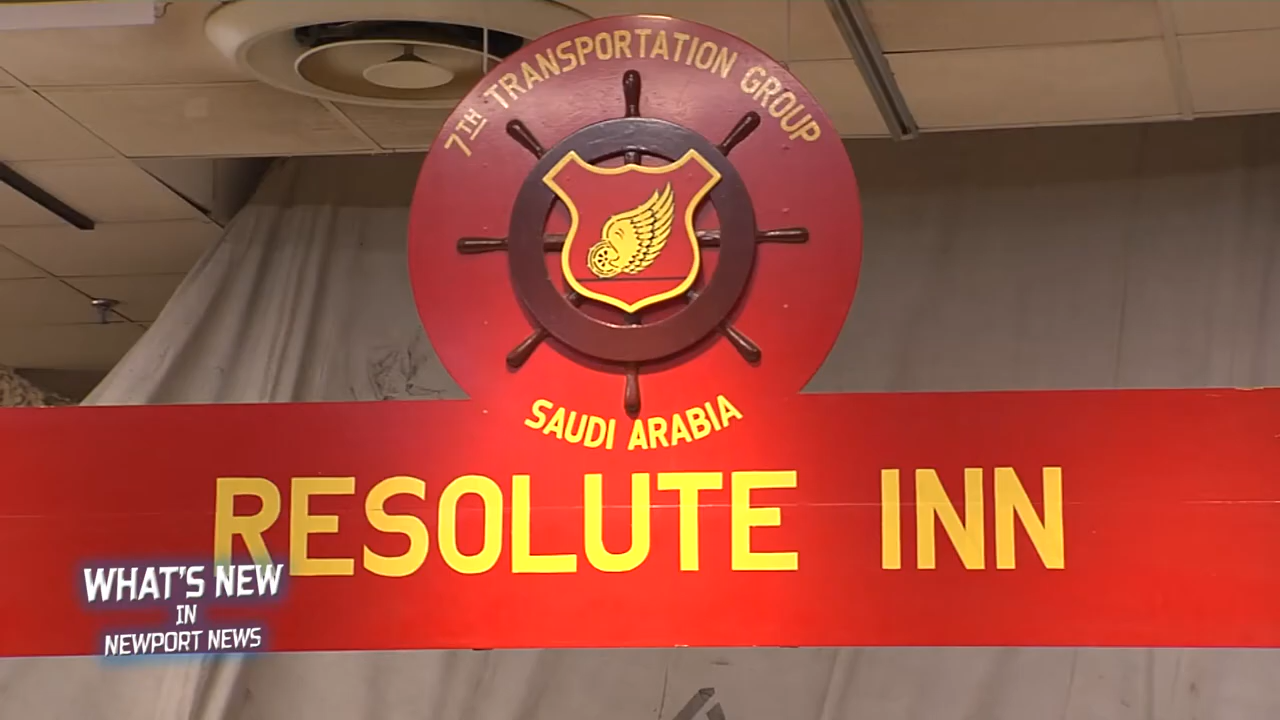 7TH TRANSPORTATION GROUP
SAUDI ARABIA
RESOLUTE INN
WHAT'S NEW
IN
NEWPORT NEWS